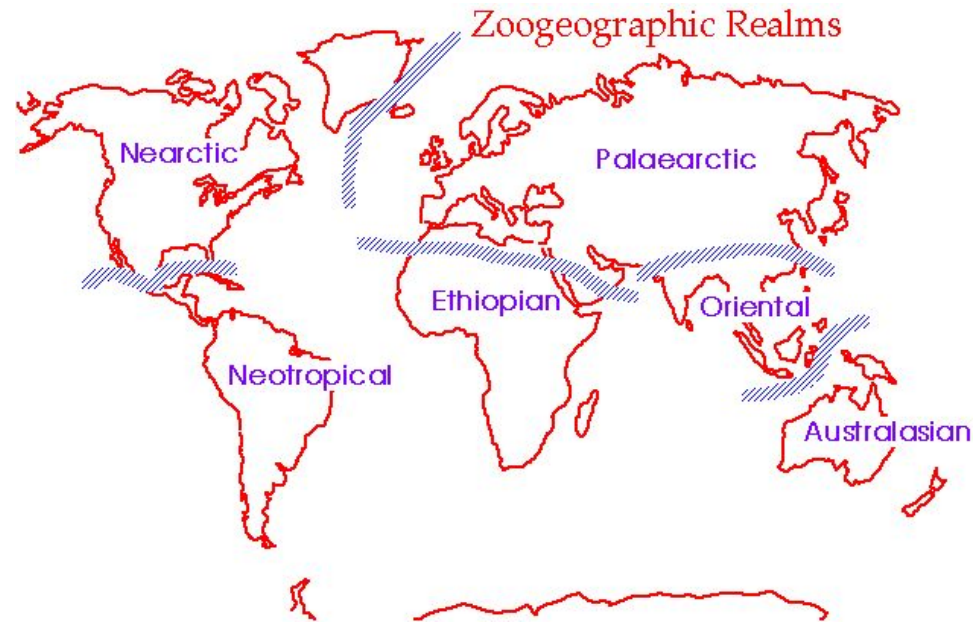 Zoogeographic Realms
Nearctic
Palaearctic
Ethiopian
Oriental
Neotropical
Australasian